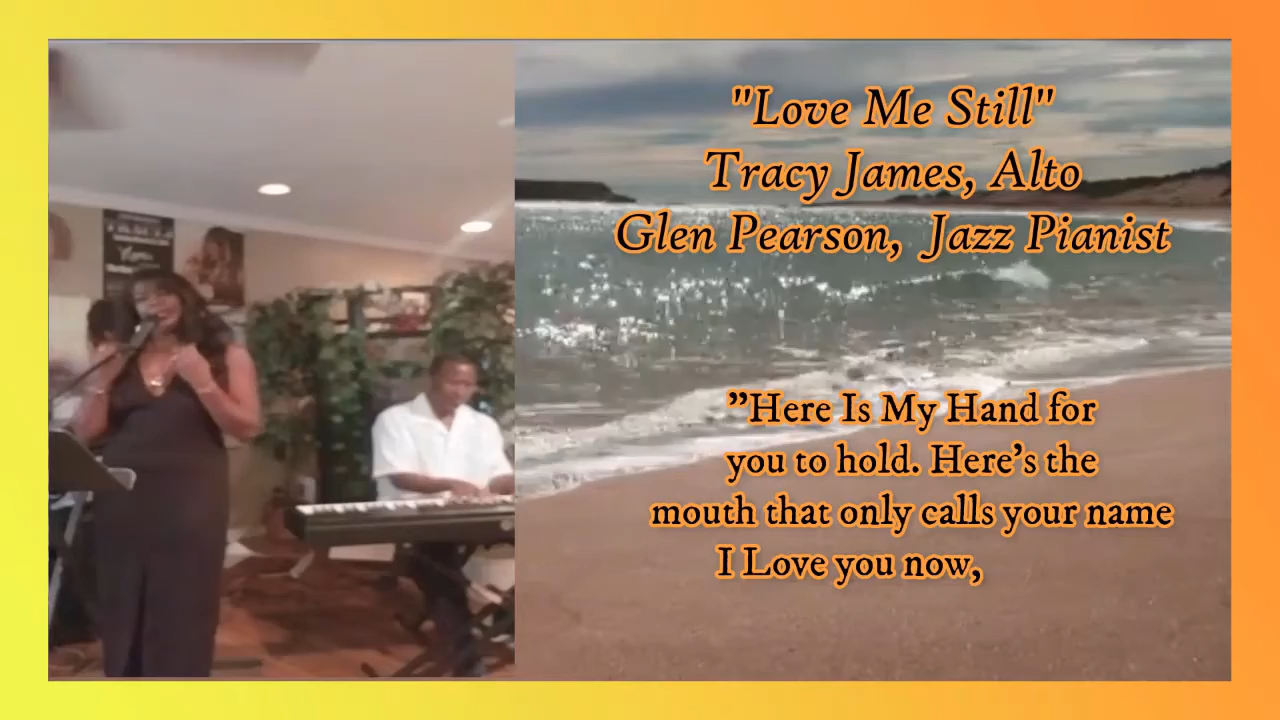 "Love Me Still"
Tracy James, Alto
Glen Pearson, Jazz Pianist
”Here Is My Hand for
you to hold. Here’s the
mouth that only calls your name
I Love you now,